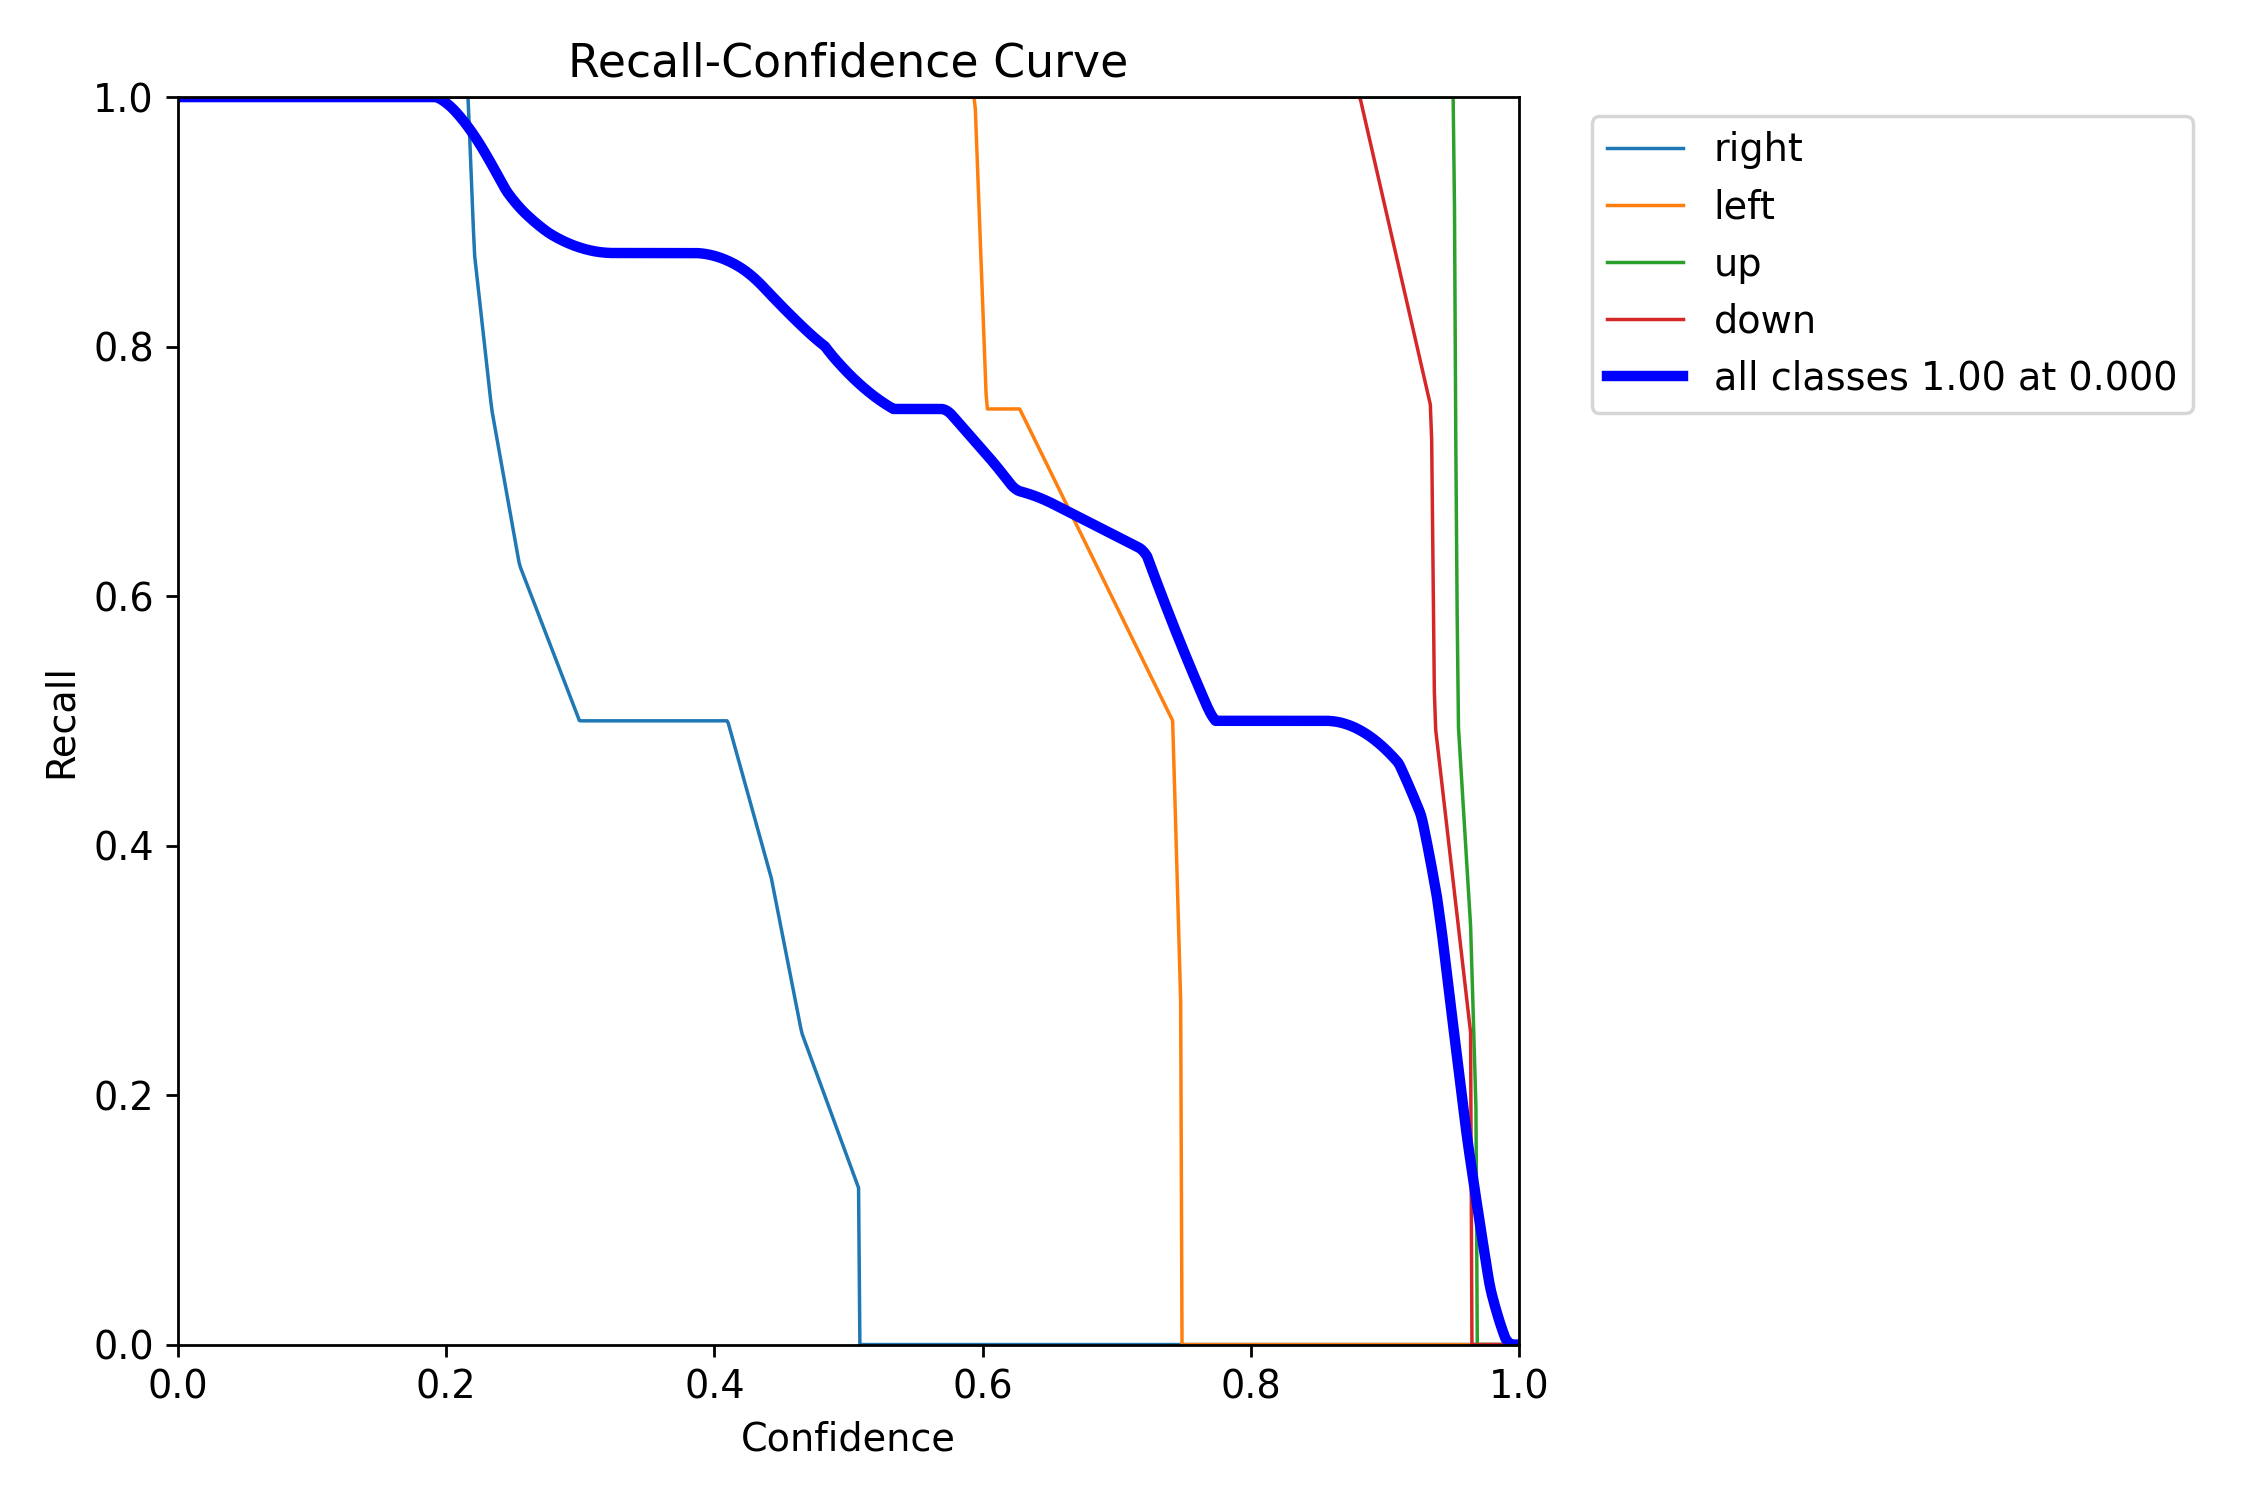 Recall-Confidence Curve
1.0
0.8
0.6
0.4
0.2
0.0
Recall
0.0 0.2 0.4 0.6 0.8 1.0
Confidence
right
left
up
down
all classes 1.00 at 0.000